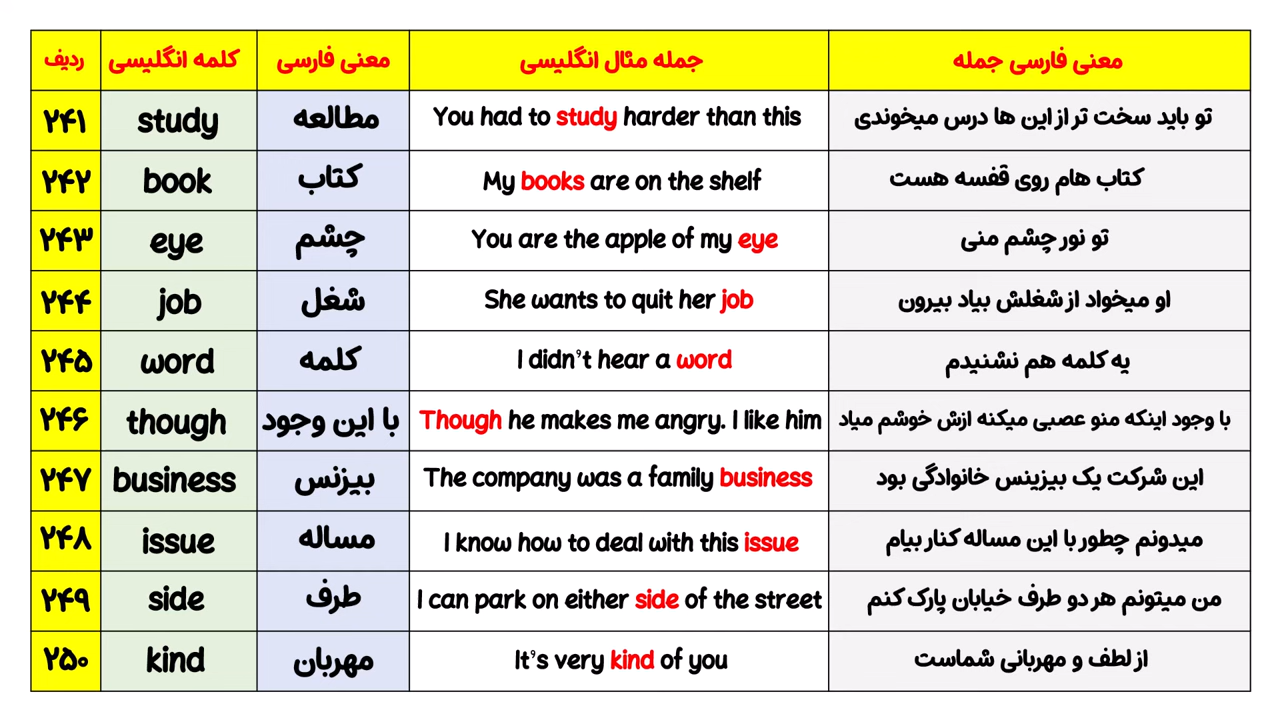 ردیف کلمه انگلیسی معنی فارسی جمله مثال انگلیسی معنی فارسی جمله
۲۴۱ study مطالعه You had to study harder than this تو باید سخت تر از این ها درس میخوندی
۲۴۲ book کتاب My books are on the shelf کتاب هام روی قفسه هست
۲۴۳ eye چشم You are the apple of my eye تو نور چشم منی
۲۴۴ job شغل She wants to quit her job او میخواد از شغلش بیاد بیرون
۲۴۵ word کلمه I didn't hear a word یه کلمه هم نشنیدم
۲۴۶ though با این وجود Though he makes me angry. I like him با وجود اینکه منو عصبی میکنه ازش خوشم میاد
۲۴۷ business بیزنس The company was a family business این شرکت یک بیزینس خانوادگی بود
۲۴۸ issue مساله I know how to deal with this issue میدونم چطور با این مساله کنار بیام
۲۴۹ side طرف I can park on either side of the street من میتونم هر دو طرف خیابان پارک کنم
۲۵۰ kind مهربان It's very kind of you از لطف و مهربانی شماست